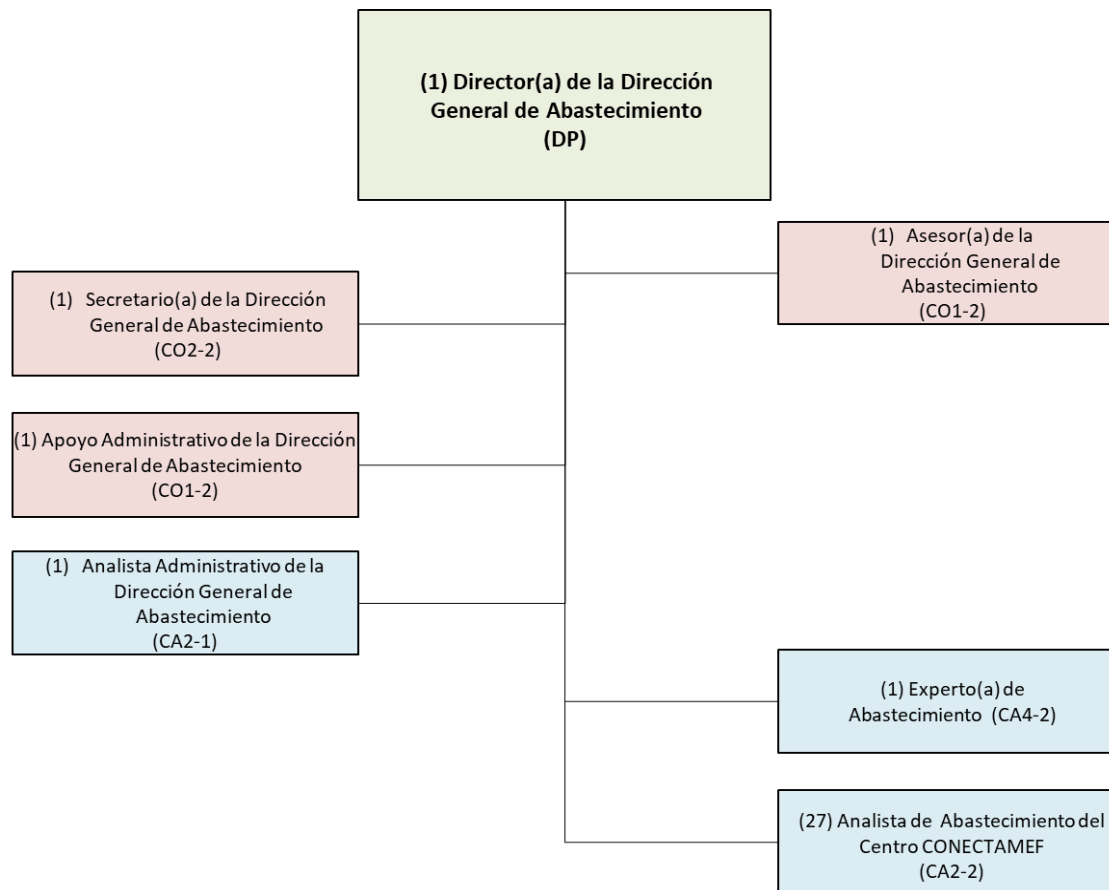 (1) Director(a) de la Dirección
General de Abastecimiento
(DP)
(1) Asesor(a) de la
Dirección General de
Abastecimiento
(CO1-2)
(1) Secretario(a) de la Dirección
General de Abastecimiento
(CO2-2)
(1) Apoyo Administrativo de la Dirección
General de Abastecimiento
(CO1-2)
(1) Analista Administrativo de la
Dirección General de
Abastecimiento
(CA2-1)
(1) Experto(a) de
Abastecimiento (CA4-2)
(27) Analista de Abastecimiento del
Centro CONECTAMEF
(CA2-2)